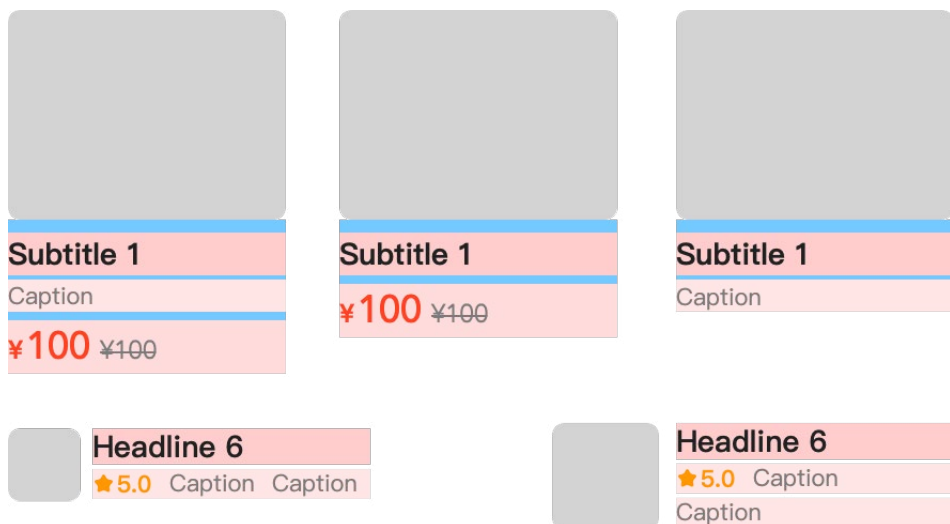 Subtitle 1
Caption
¥100 ¥100
Subtitle 1
¥100 ¥100
Subtitle 1
Caption
Headline 6
5.0 Caption Caption
Headline 6
5.0 Caption
Caption